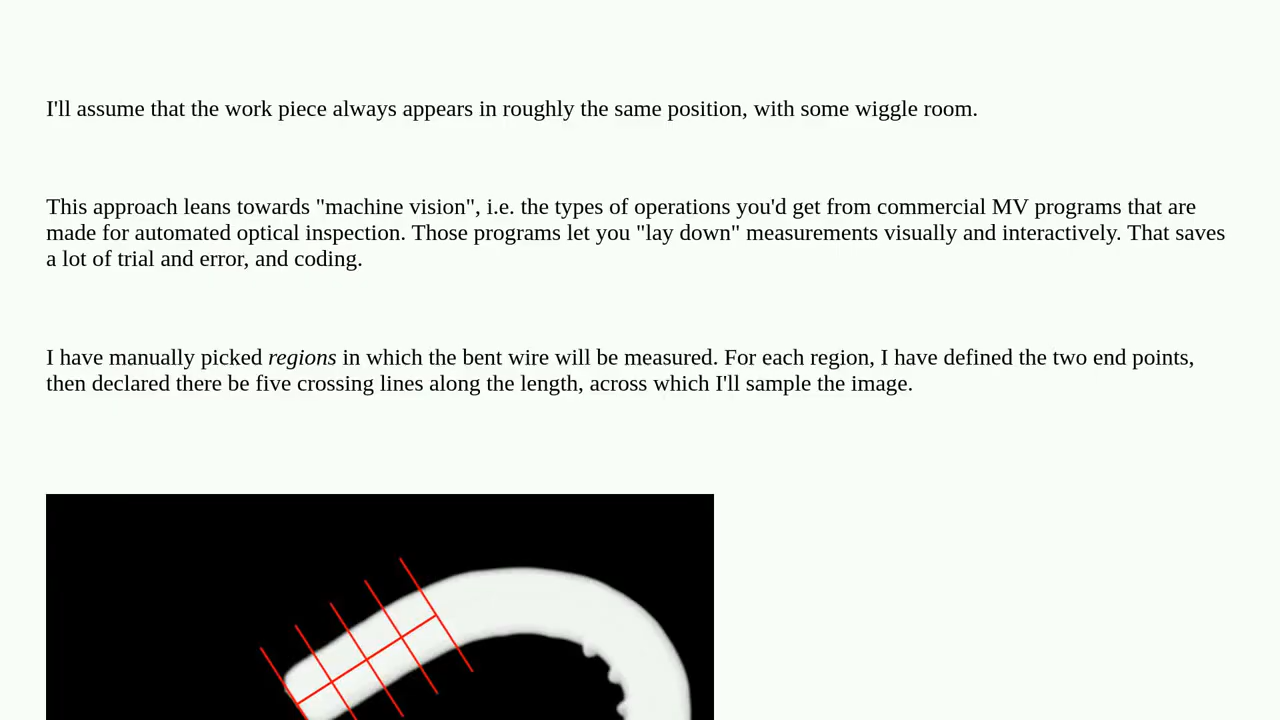 I'll assume that the work piece always appears in roughly the same position, with some wiggle room.
This approach leans towards "machine vision", i.e. the types of operations you'd get from commercial MV programs that are
made for automated optical inspection. Those programs let you "lay down" measurements visually and interactively. That saves
a lot of trial and error, and coding.
I have manually picked regions in which the bent wire will be measured. For each region, I have defined the two end points,
then declared there be five crossing lines along the length, across which I'll sample the image.